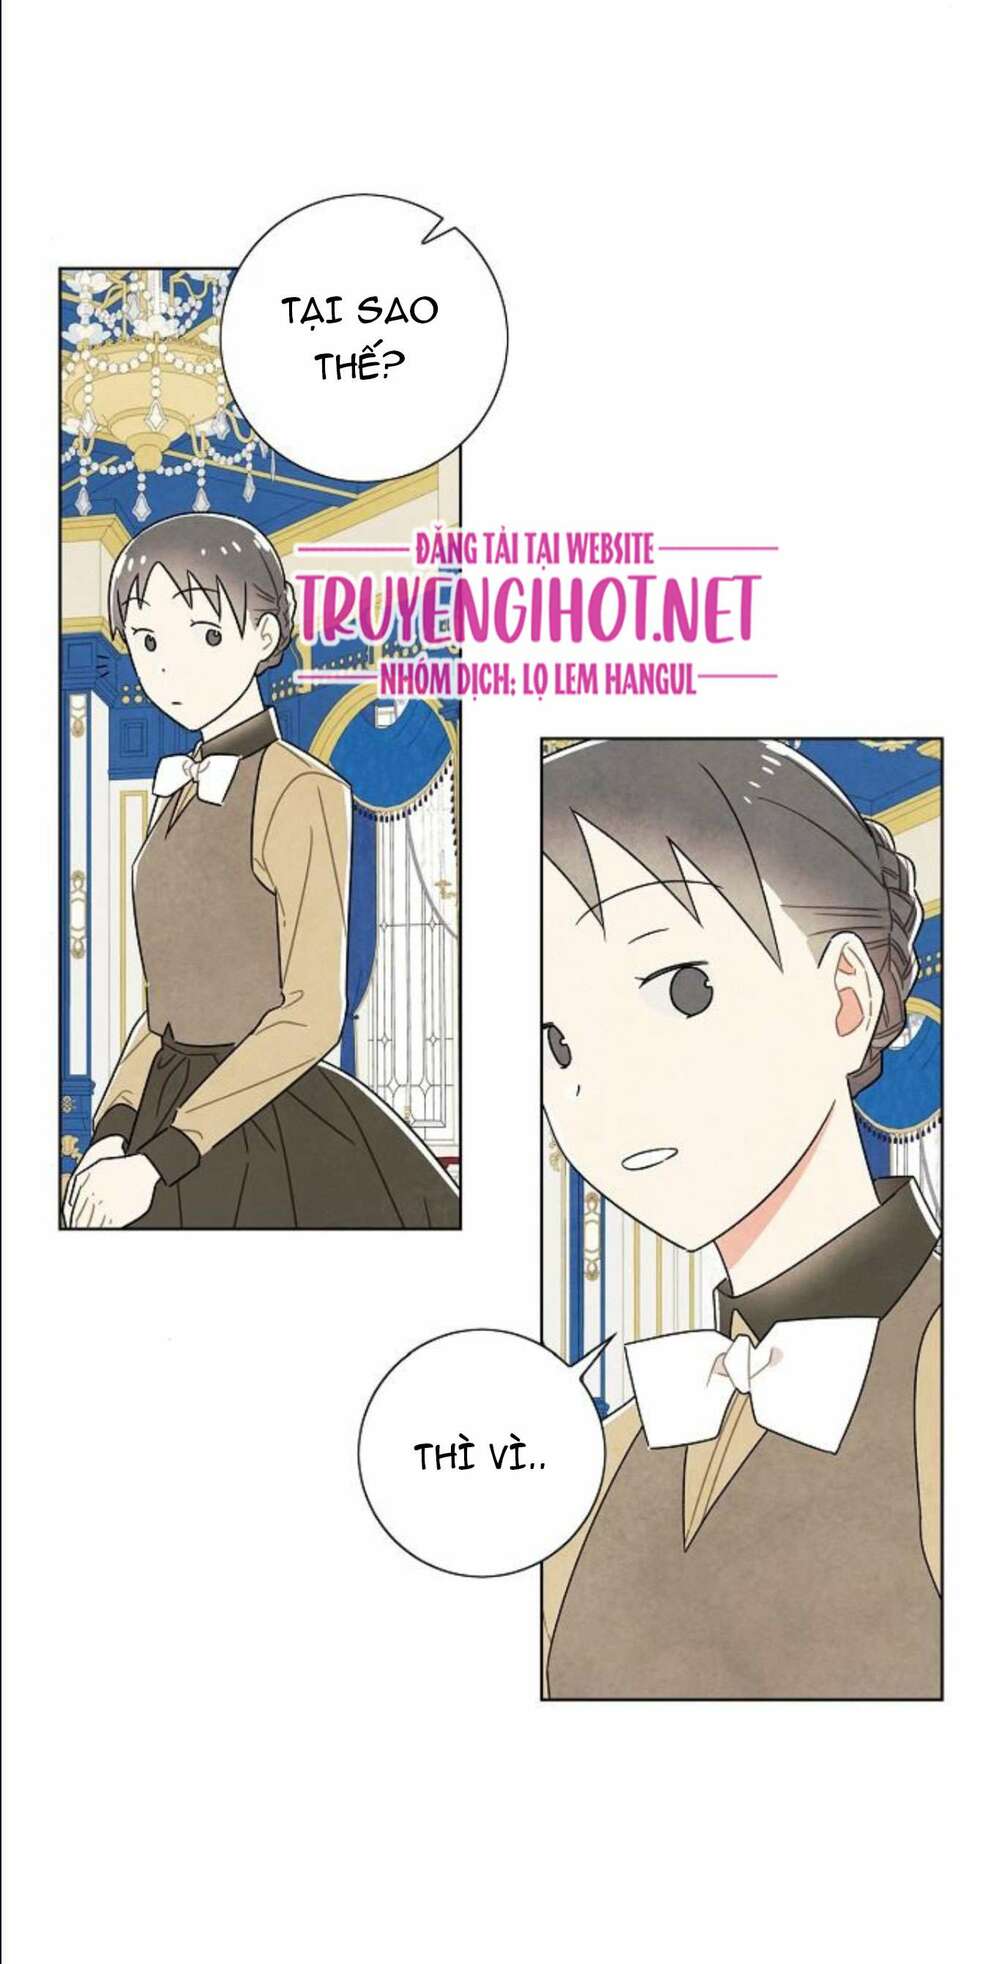 TẠI SAO
THẾ?
ĐĂNG TẢI TẠI WEBSITE
TRUYENGIHOT.NET
NHÓM DỊCH: LỌ LEM HANGUL
THÌ VÌ..